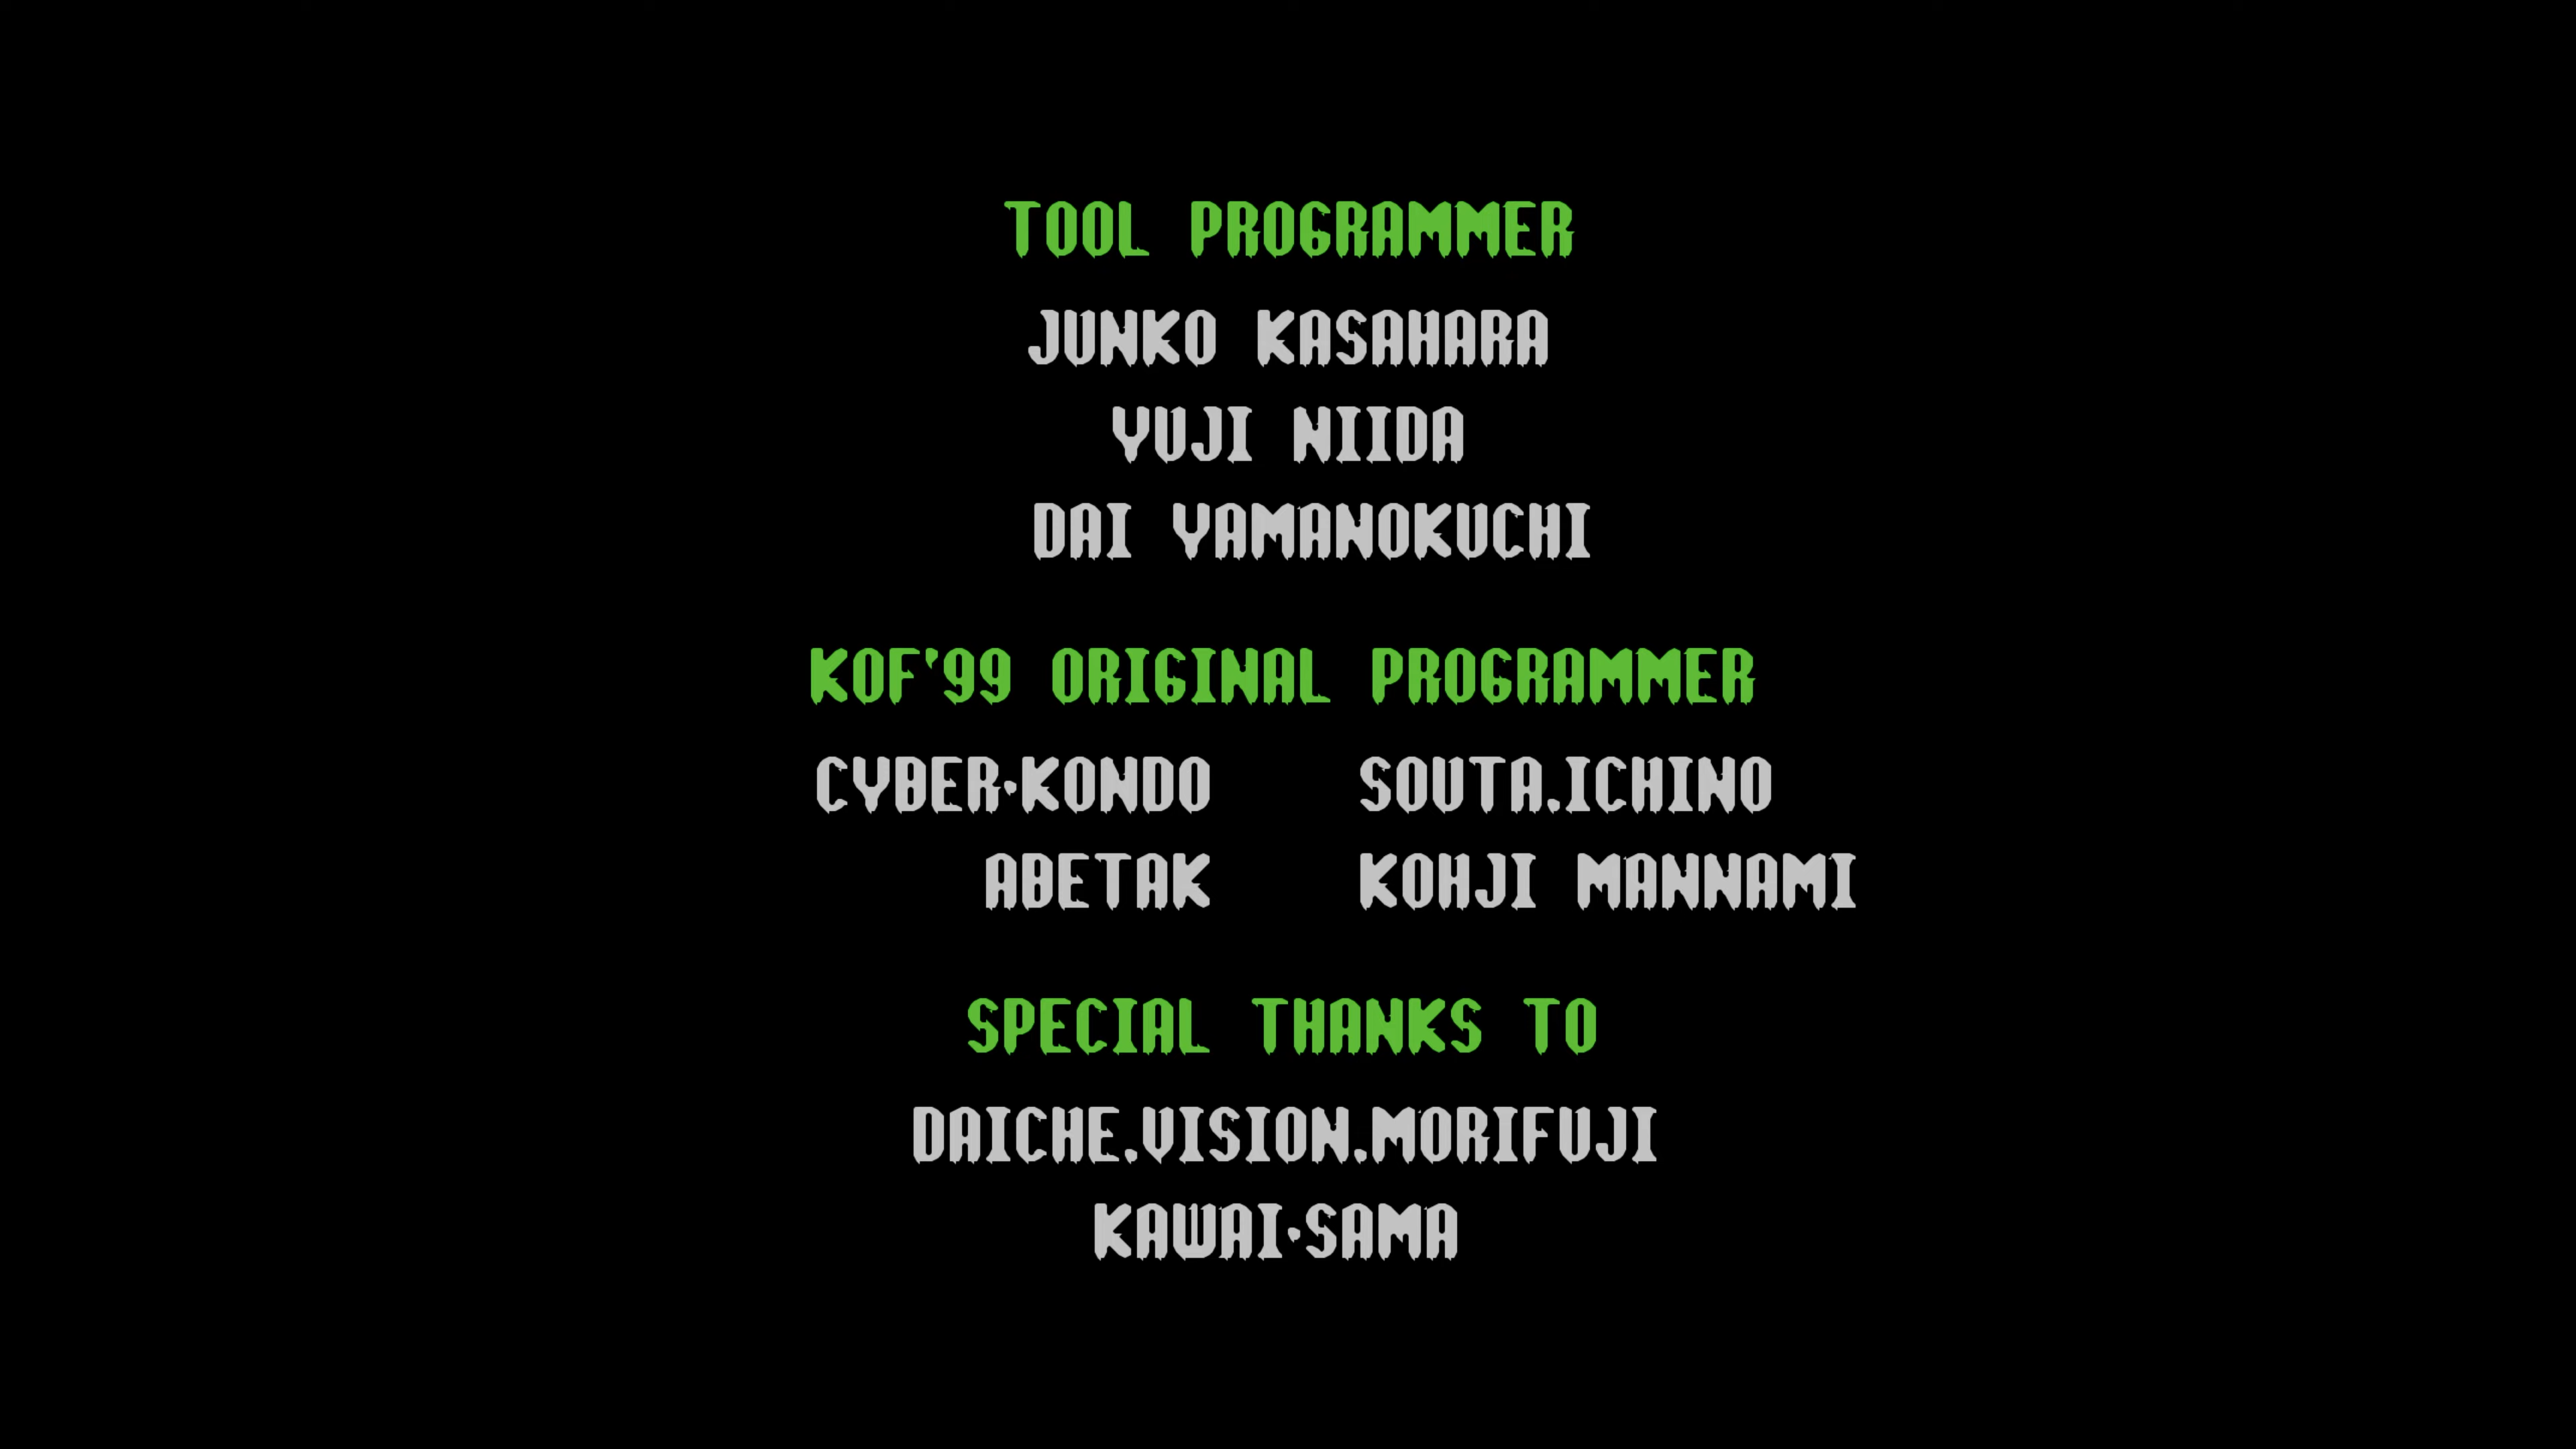 TOOL PROGRAMMER
JUNKO KASAHARA
YUJI NIIDA
DAI YAMANOKUCHI
KOF'99 ORIGINAL PROGRAMMER
CYBER·KONDO SOUTA.ICHINO
ABETAK KOHJI MANNAMI
SPECIAL THANKS TO
DAICHE.VISION.MORIFUJI
KAWAI·SAMA